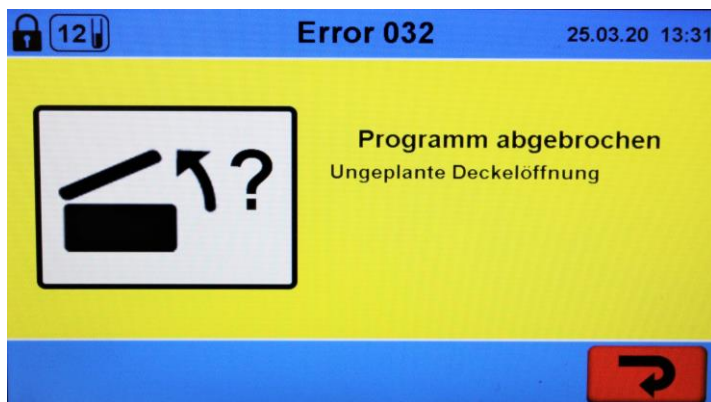 12
Error 032
25.03.20 13:31
?
Programm abgebrochen
Ungeplante Deckelöffnung